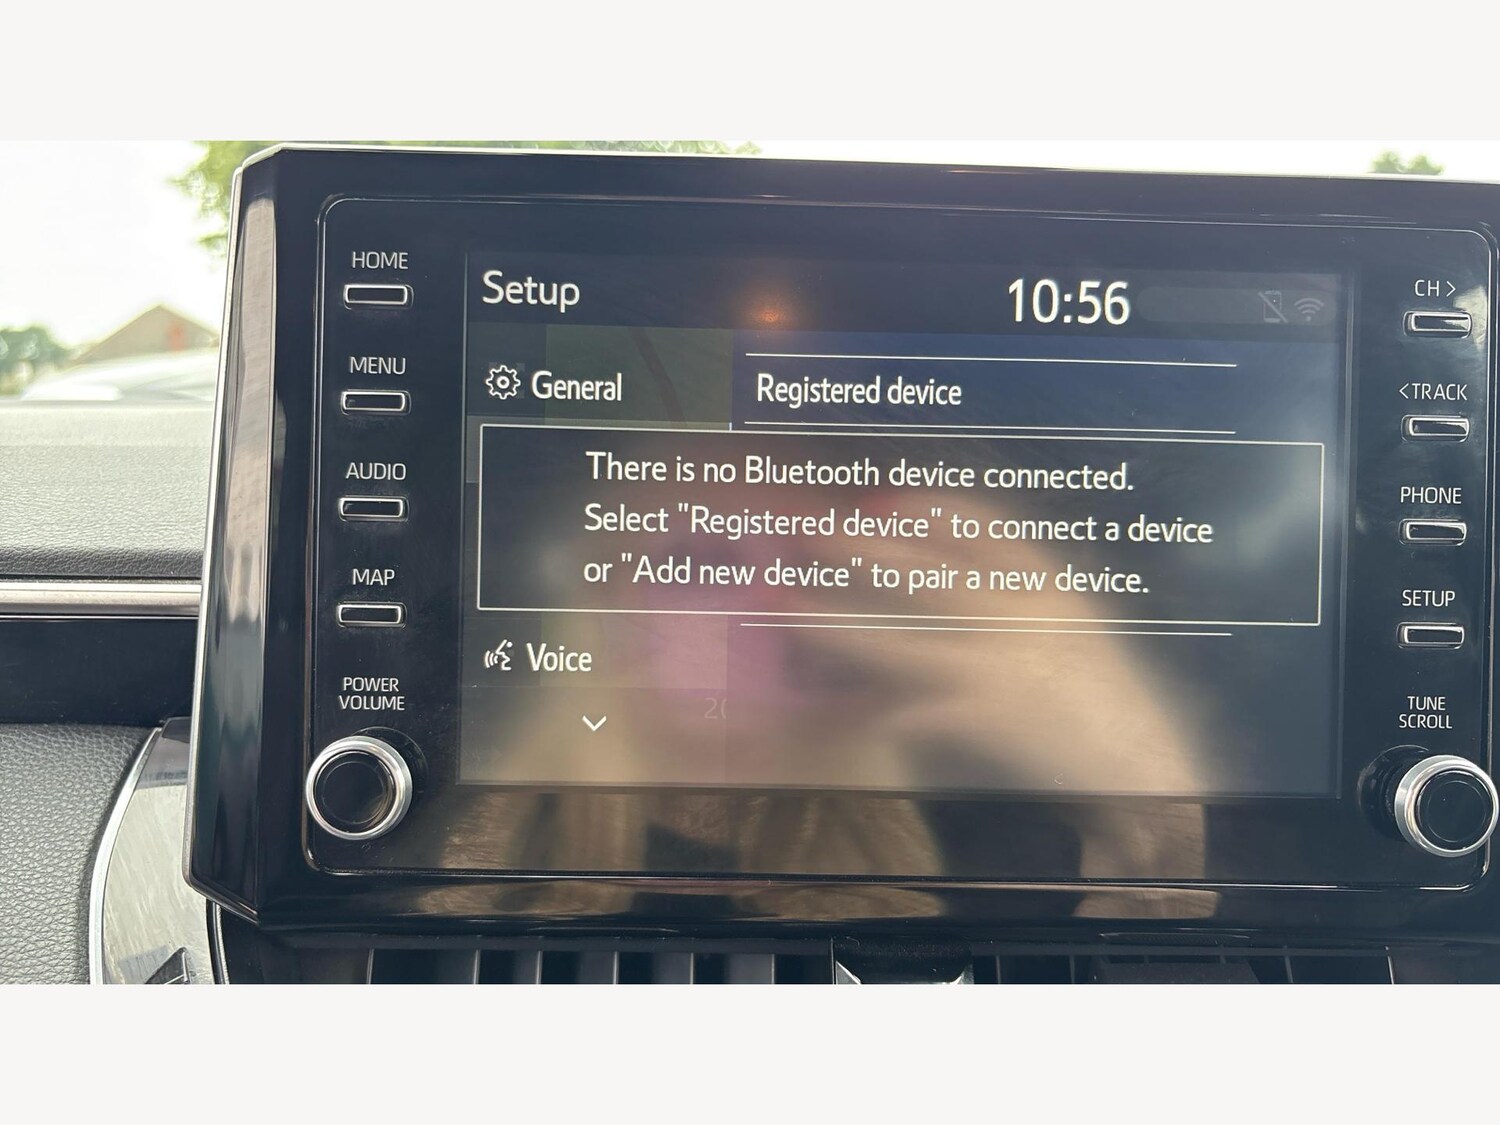 HOME
MENU
AUDIO
MAP
POWER
VOLUME
Setup
10:56
General
Registered device
There is no Bluetooth device connected.
Select "Registered device" to connect a device
or "Add new device" to pair a new device.
Voice
CH >
<TRACK
PHONE
SETUP
TUNE
SCROLL